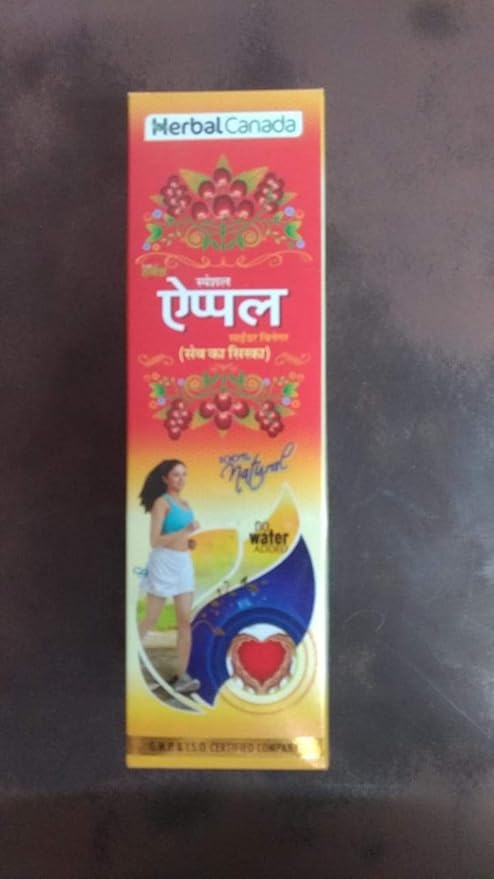 HerbalCanada
स्पेशल
ऐप्पल
साईडर विनेगर
(सेब का सिरका)
100%
Natural
NO
water
ADDED
G.M.P & I.S.O CERTIFIED COMPANY